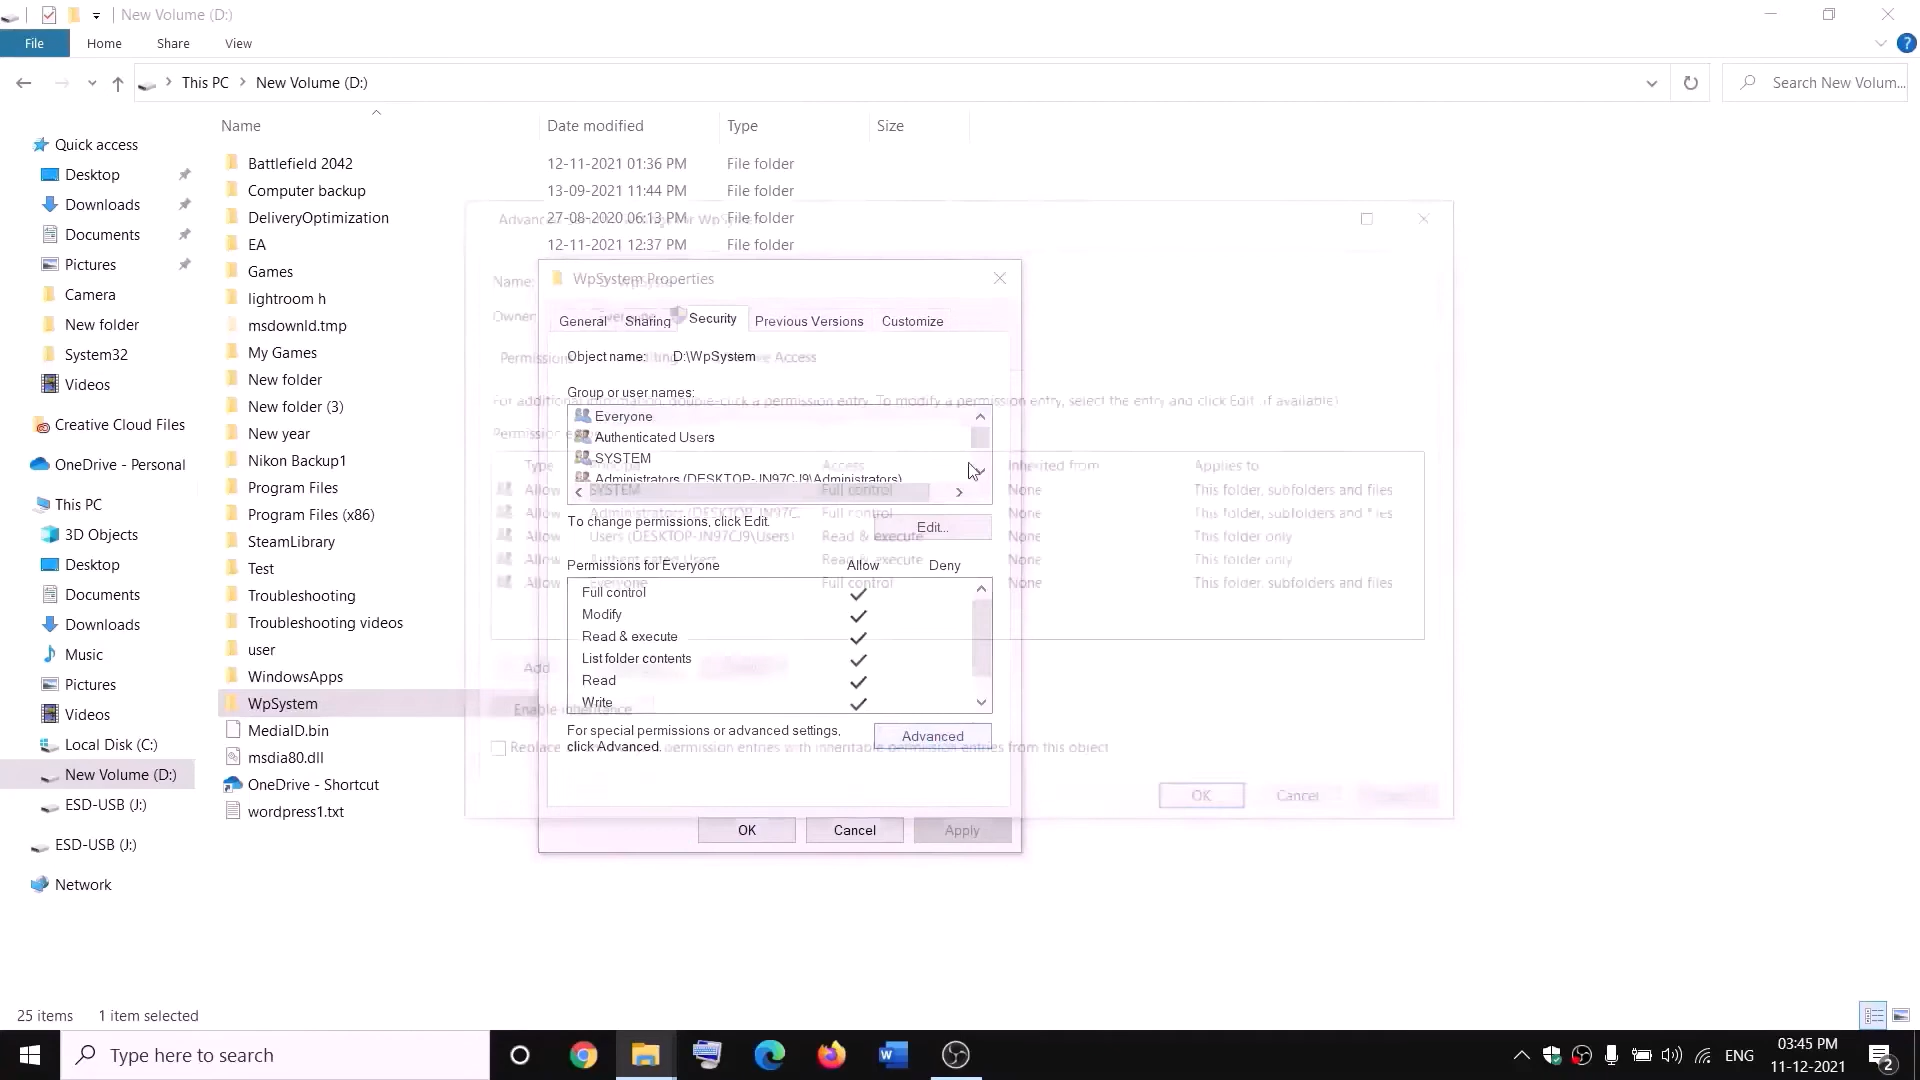 New Volume (D:)
File
Home
Share
View
This PC
New Volume (D:)
Search New Volum...
Name
Date modified
Type
Size
Quick access
Desktop
Downloads
Documents
Pictures
Camera
New folder
System32
Videos
Creative Cloud Files
OneDrive - Personal
This PC
3D Objects
Desktop
Documents
Downloads
Music
Pictures
Videos
Local Disk (C:)
New Volume (D:)
ESD-USB (J:)
ESD-USB (J:)
Network
Battlefield 2042 12-11-2021 01:36 PM File folder
Computer backup 13-09-2021 11:44 PM File folder
DeliveryOptimization 27-08-2020 06:13 PM File folder
EA 12-11-2021 12:37 PM File folder
Games
lightroom h
msdownld.tmp
My Games
New folder
New folder (3)
New year
Nikon Backup1
Program Files
Program Files (x86)
SteamLibrary
Test
Troubleshooting
Troubleshooting videos
user
WindowsApps
WpSystem
MediaID.bin
msdia80.dll
OneDrive - Shortcut
wordpress1.txt
WpSystem Properties
General
Sharing
Security
Previous Versions
Customize
Object name: D:\WpSystem
Group or user names:
Everyone
Authenticated Users
SYSTEM
Administrators (DESKTOP-JN97CJ9\Administrators)
To change permissions, click Edit.
Edit...
Permissions for Everyone Allow Deny
Full control
Modify
Read & execute
List folder contents
Read
Write
For special permissions or advanced settings,
click Advanced.
Advanced
OK
Cancel
Apply
Name:
Owner:
Access
For additional information, double-click a permission entry. To modify a permission entry, select the entry and click Edit (if available).
Type Access Inherited from Applies to
Allow SYSTEM Full control None This folder, subfolders and files
Allow Administrators (DESKTOP-JN97C... Full control None This folder, subfolders and files
Allow Users (DESKTOP-JN97CJ9\Users) Read & execute None This folder only
Allow Authenticated Users Read & execute None This folder only
Allow Everyone Full control None This folder, subfolders and files
Add
Enable inheritance
Replace permission entries with inheritable permission entries from this object
OK
Cancel
25 items
1 item selected
Type here to search
ENG
03:45 PM
11-12-2021
2